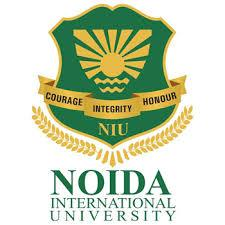 COURAGE INTEGRITY HONOUR
NIU
NOIDA
INTERNATIONAL
UNIVERSITY